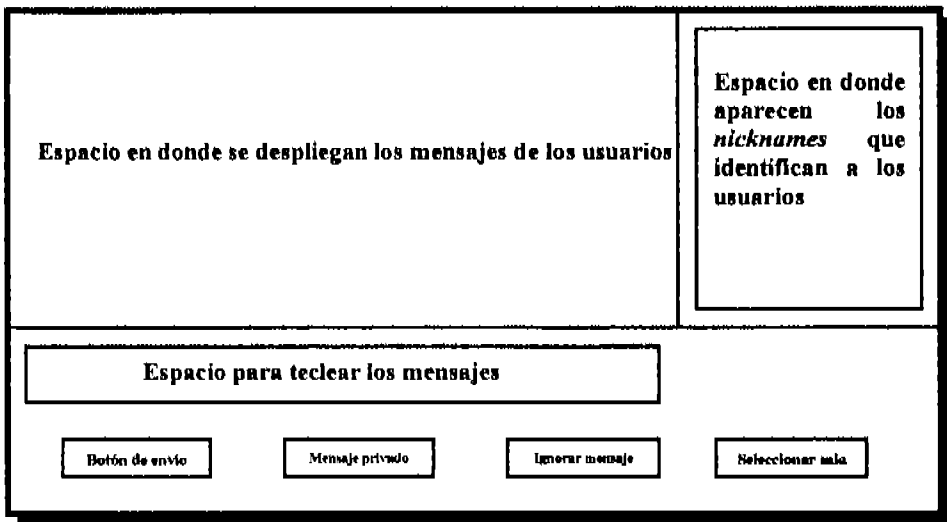 Espacio en donde se despliegan los mensajes de los usuarios
Espacio en donde
aparecen los
nicknames que
identifican a los
usuarios
Espacio para teclear los mensajes
Botón de envío
Mensaje privado
Ignorar mensaje
Seleccionar sala